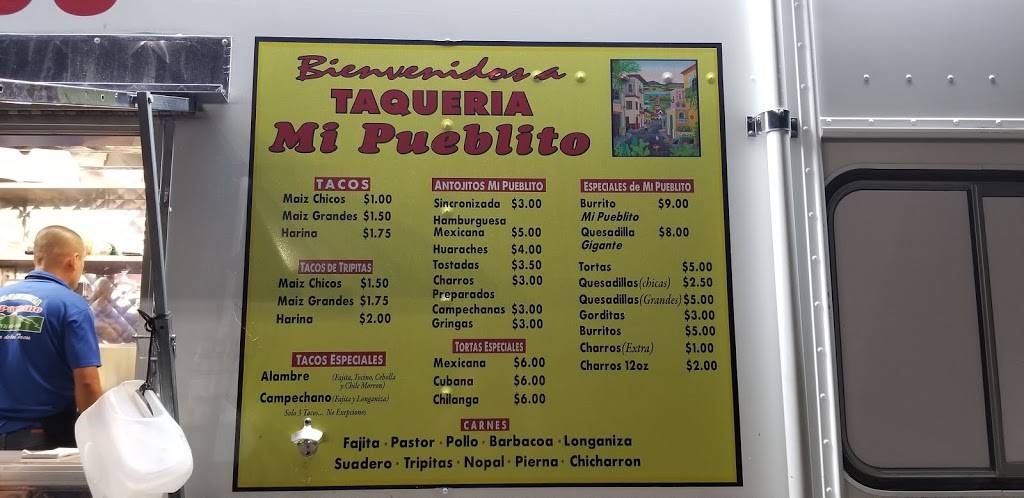 Bienvenidos a
TAQUERIA
Mi Pueblito
TACOS
Maiz Chicos $1.00
Maiz Grandes $1.50
Harina $1.75
TACOS DE TRIPITAS
Maiz Chicos $1.50
Maiz Grandes $1.75
Harina $2.00
TACOS ESPECIALES
Alambre (Fajita, Tocino, Cebolla
y Chile Morron)
Campechano (Fajita y Longaniza)
Solo 3 Tacos... No Exepciones
ANTOJITOS MI PUEBLITO
Sincronizada $3.00
Hamburguesa
Mexicana $5.00
Huaraches $4.00
Tostadas $3.50
Charros $3.00
Preparados
Campechanas $3.00
Gringas $3.00
TORTAS ESPECIALES
Mexicana $6.00
Cubana $6.00
Chilanga $6.00
ESPECIALES de MI PUEBLITO
Burrito $9.00
Mi Pueblito
Quesadilla $8.00
Gigante
Tortas $5.00
Quesadillas (chicas) $2.50
Quesadillas (Grandes) $5.00
Gorditas $3.00
Burritos $5.00
Charros (Extra) $1.00
Charros 12oz $2.00
CARNES
Fajita · Pastor · Pollo · Barbacoa · Longaniza
Suadero · Tripitas · Nopal · Pierna · Chicharron